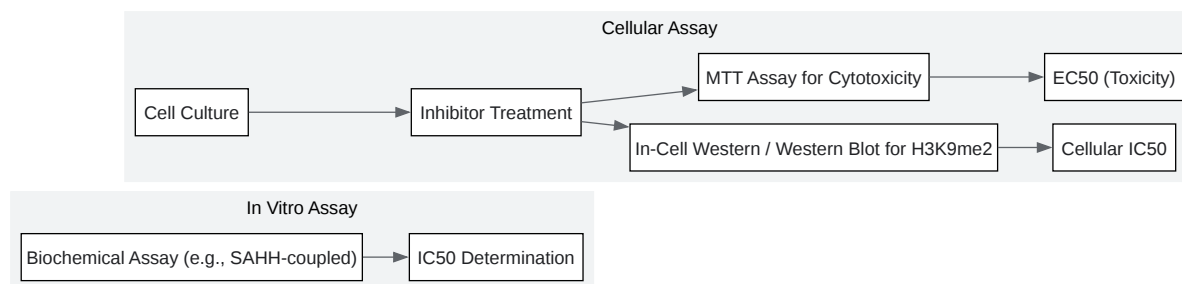 Cellular Assay
MTT Assay for Cytotoxicity
EC50 (Toxicity)
Cell Culture
Inhibitor Treatment
In-Cell Western / Western Blot for H3K9me2
Cellular IC50
In Vitro Assay
Biochemical Assay (e.g., SAHH-coupled)
IC50 Determination